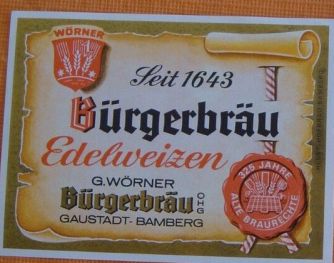 WÖRNER
Seit 1643
Bürgerbräu
Edelweizen
G. WÖRNER
Bürgerbräu OHG
GAUSTADT-BAMBERG
325 JAHRE
ALTE BRAURECHTE